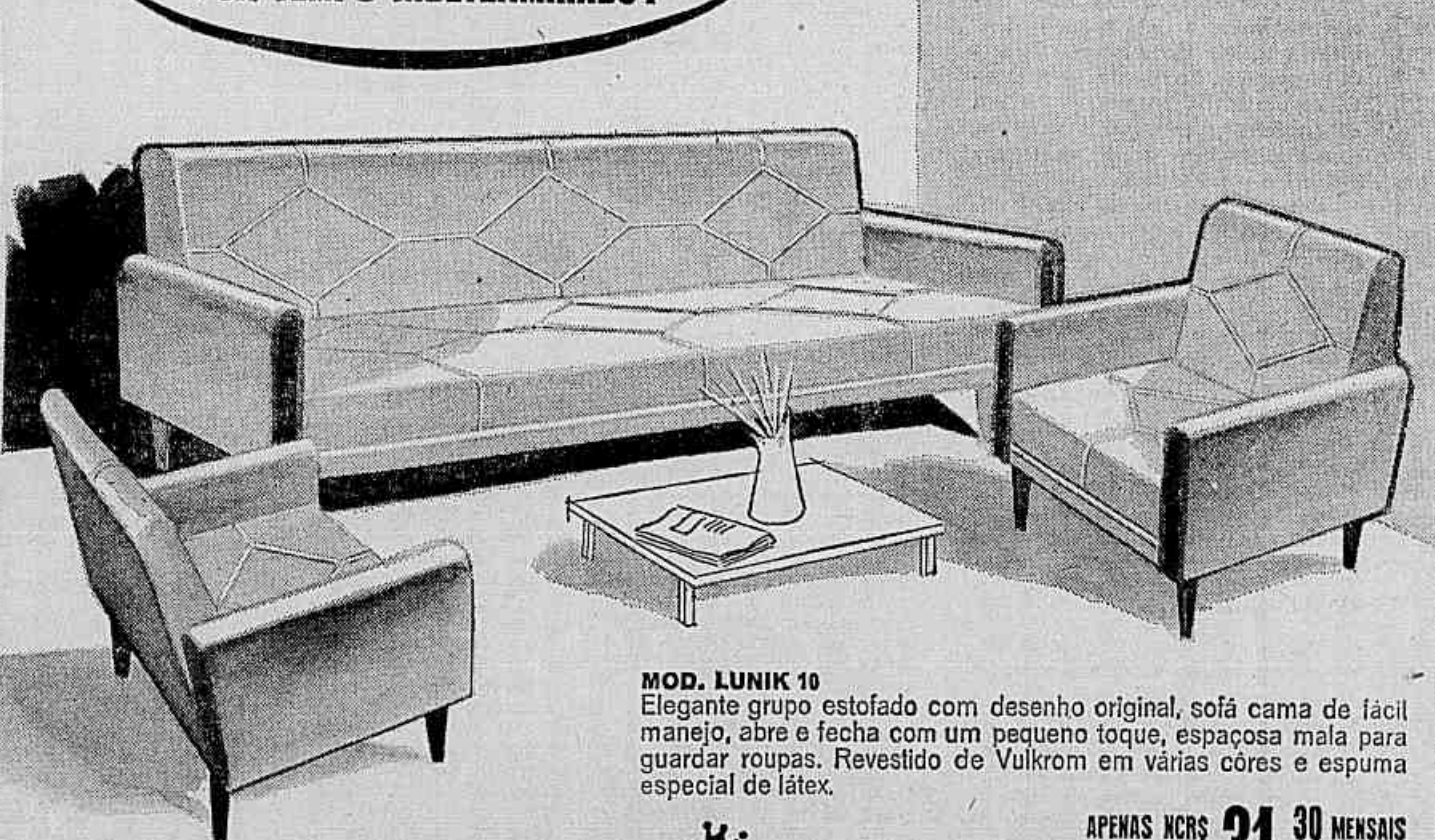 INDETERMINADO!
MOD. LUNIK 10
Elegante grupo estofado com desenho original, sofá cama de fácil
manejo, abre e fecha com um pequeno toque, espaçosa mala para
guardar roupas. Revestido de Vulkrom em várias côres e espuma
especial de látex.
APENAS NCR$ 21,30 MENSAIS